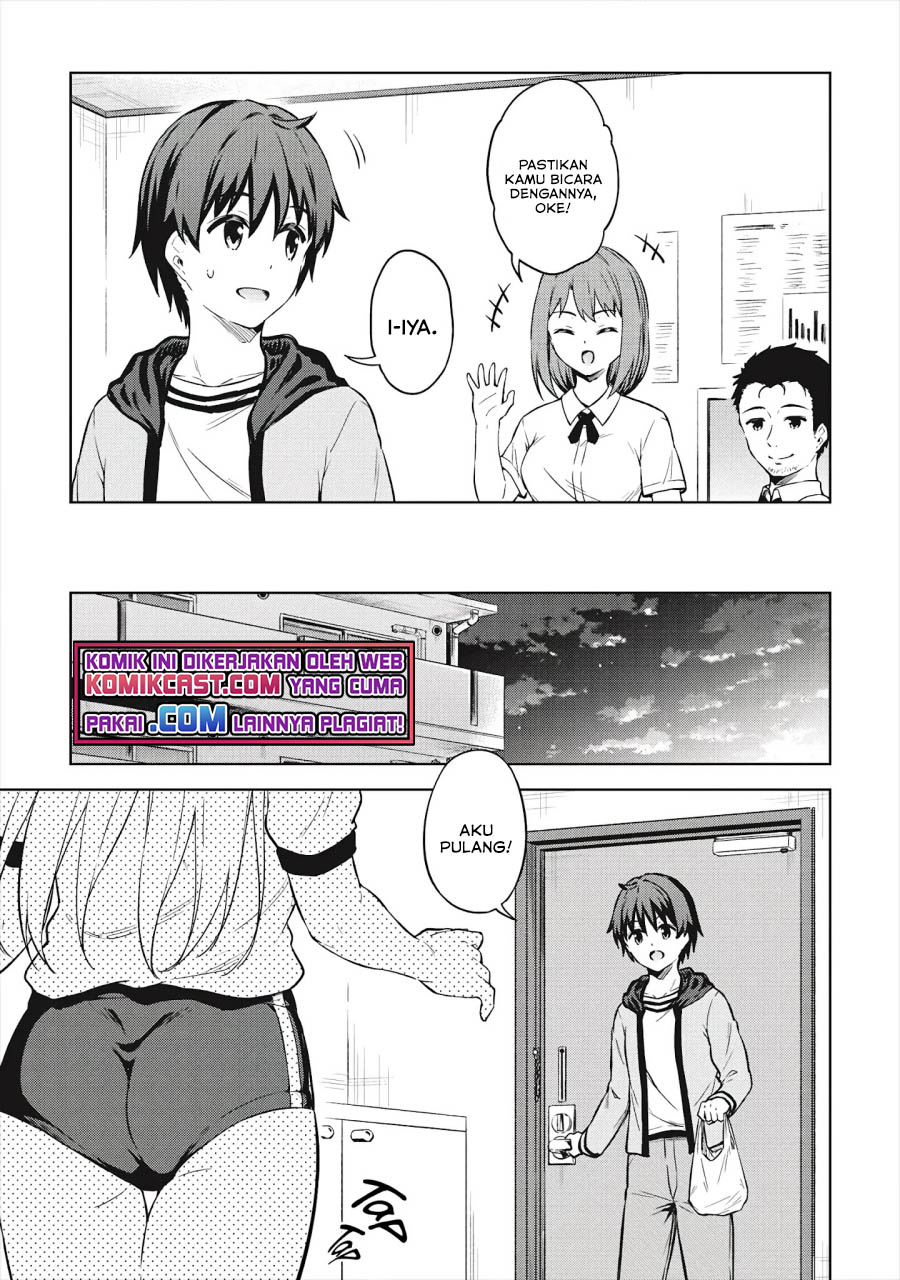 PASTIKAN
KAMU BICARA
DENGANNYA,
OKE!
I-IYA.
KOMIK INI DIKERJAKAN OLEH WEB
KOMIKCAST.COM YANG CUMA
PAKAI .COM LAINNYA PLAGIAT!
AKU
PULANG!
TAP
TAP